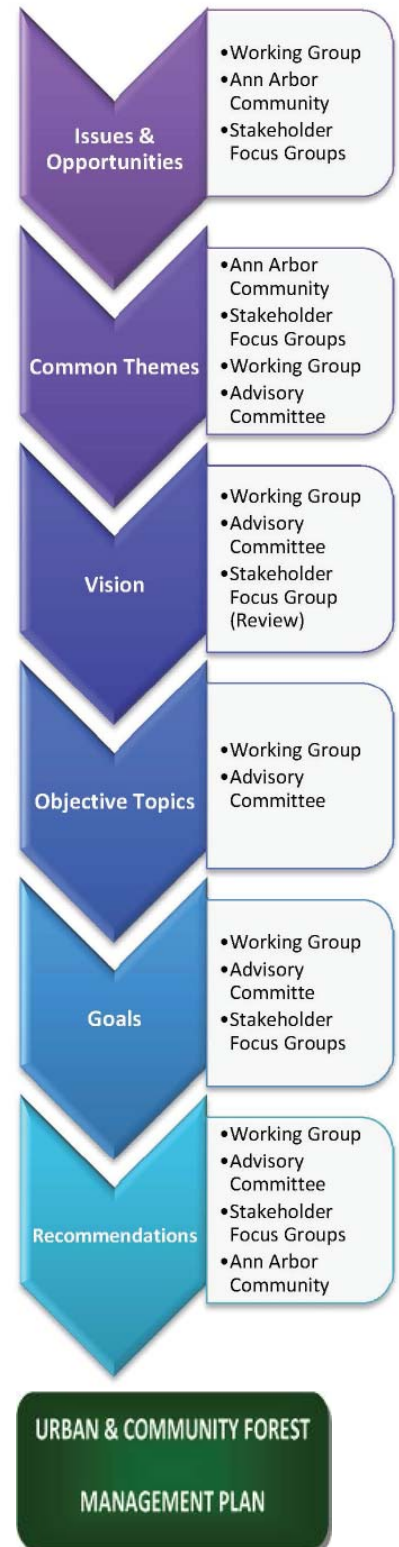 Issues &
Opportunities
•Working Group
•Ann Arbor
Community
•Stakeholder
Focus Groups
Common Themes
•Ann Arbor
Community
•Stakeholder
Focus Groups
•Working Group
•Advisory
Committee
Vision
•Working Group
•Advisory
Committee
•Stakeholder
Focus Group
(Review)
Objective Topics
•Working Group
•Advisory
Committee
Goals
•Working Group
•Advisory
Committe
•Stakeholder
Focus Groups
Recommendations
•Working Group
•Advisory
Committee
•Stakeholder
Focus Groups
•Ann Arbor
Community
URBAN & COMMUNITY FOREST
MANAGEMENT PLAN